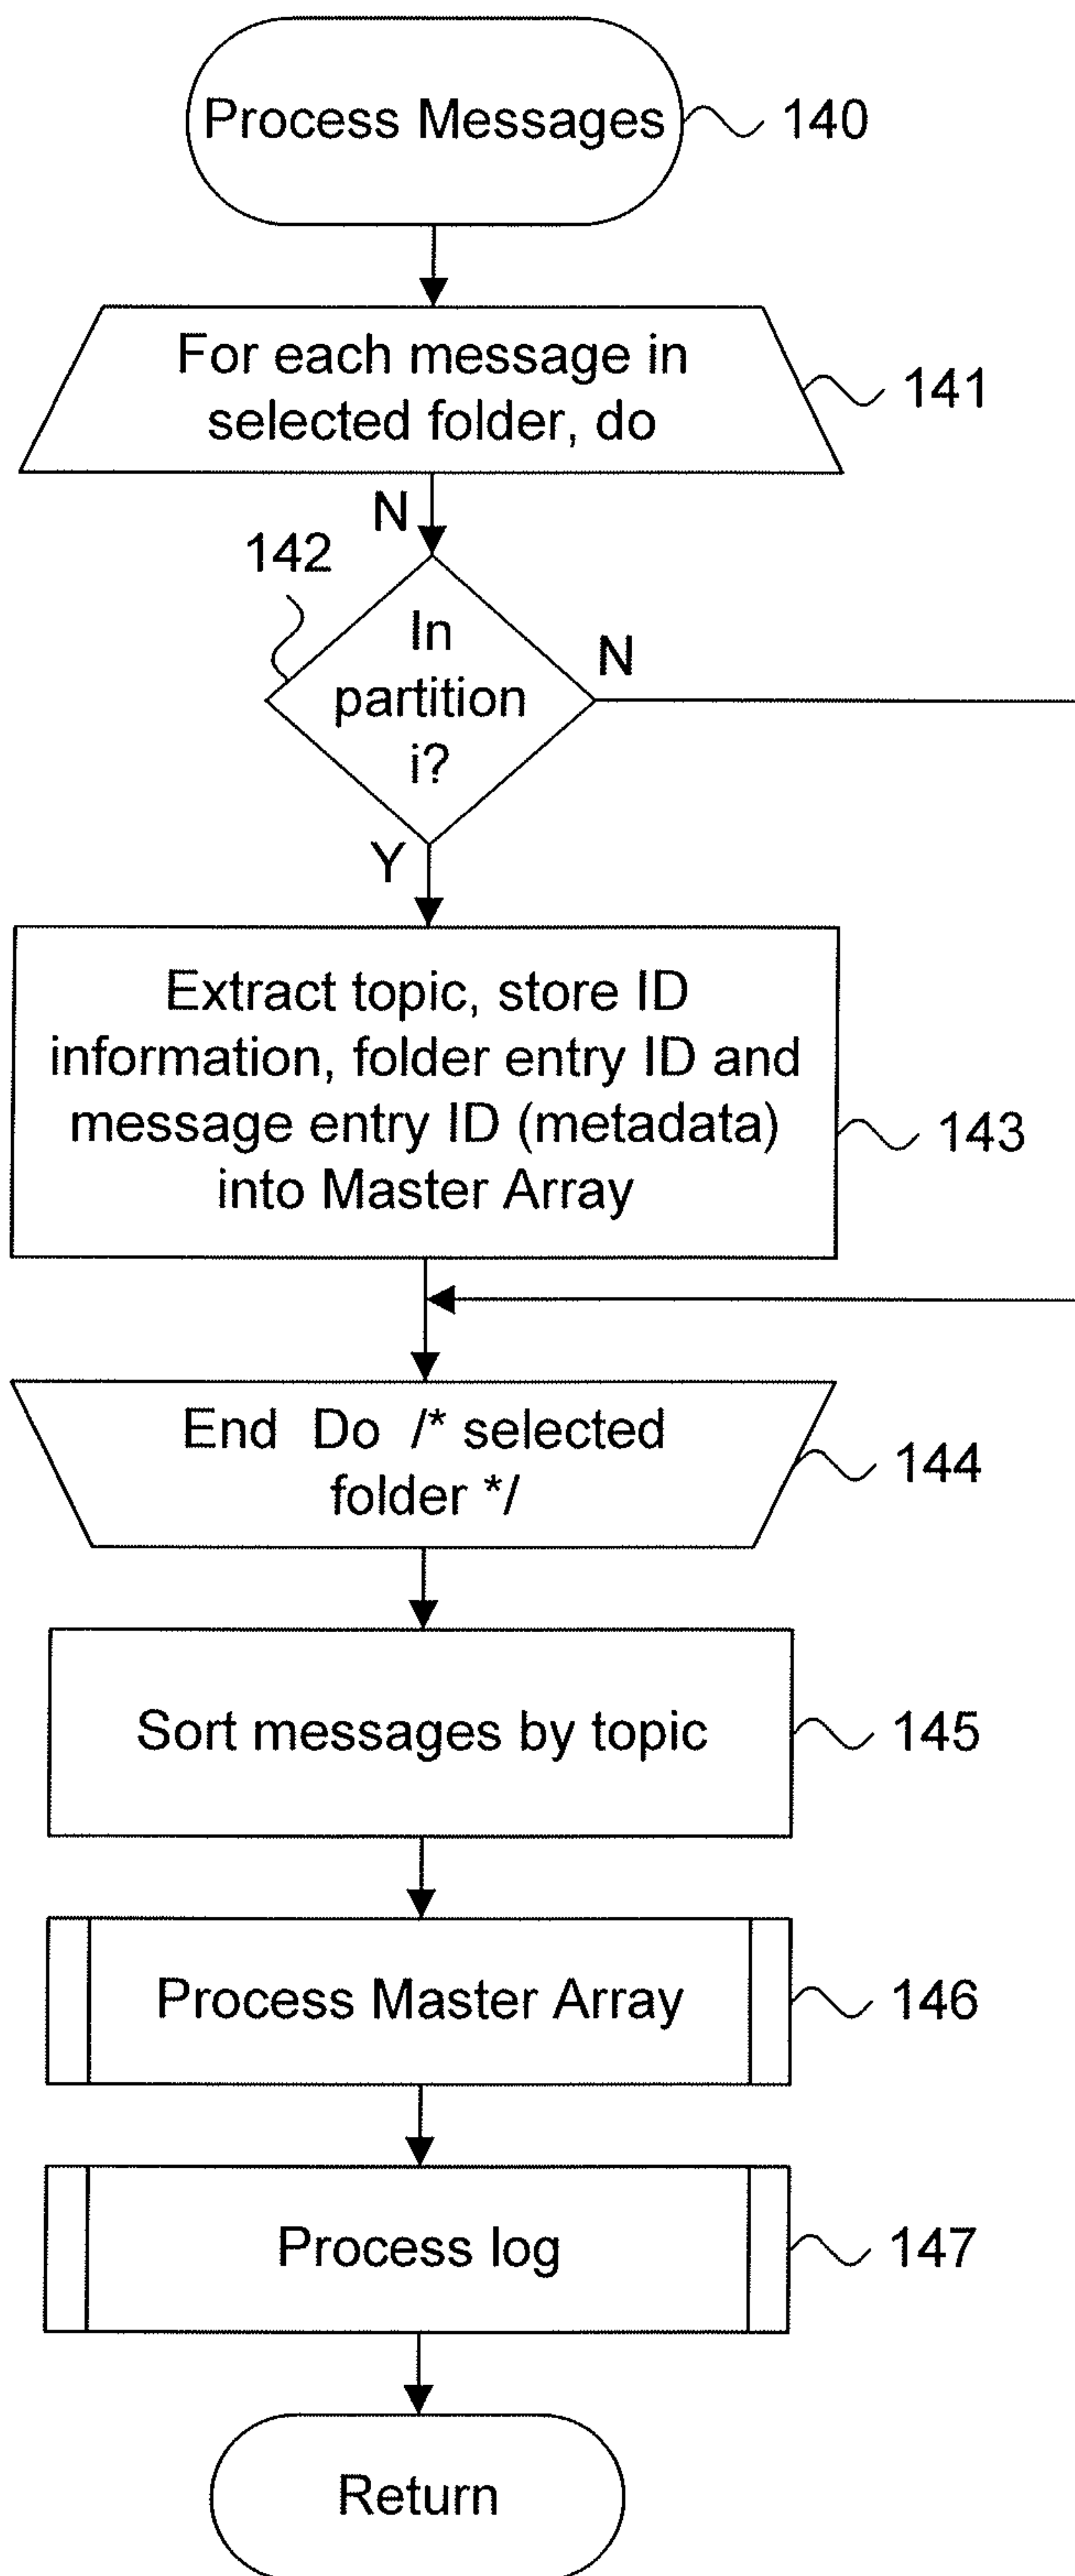 Process Messages
140
For each message in
selected folder, do
141
N
142
In
partition
i?
N
Y
Extract topic, store ID
information, folder entry ID and
message entry ID (metadata)
into Master Array
143
End Do /* selected
folder */
144
Sort messages by topic
145
Process Master Array
146
Process log
147
Return